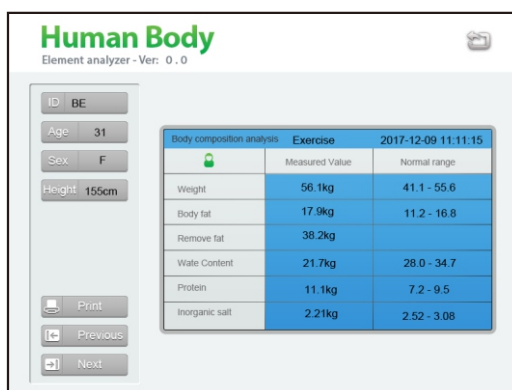 Human Body
Element analyzer - Ver: 0 . 0
ID BE
Age 31
Sex F
Height 155cm
Body composition analysis Exercise 2017-12-09 11:11:15
Measured Value Normal range
Weight 56.1kg 41.1 - 55.6
Body fat 17.9kg 11.2 - 16.8
Remove fat 38.2kg
Wate Content 21.7kg 28.0 - 34.7
Protein 11.1kg 7.2 - 9.5
Inorganic salt 2.21kg 2.52 - 3.08
Print
Previous
Next